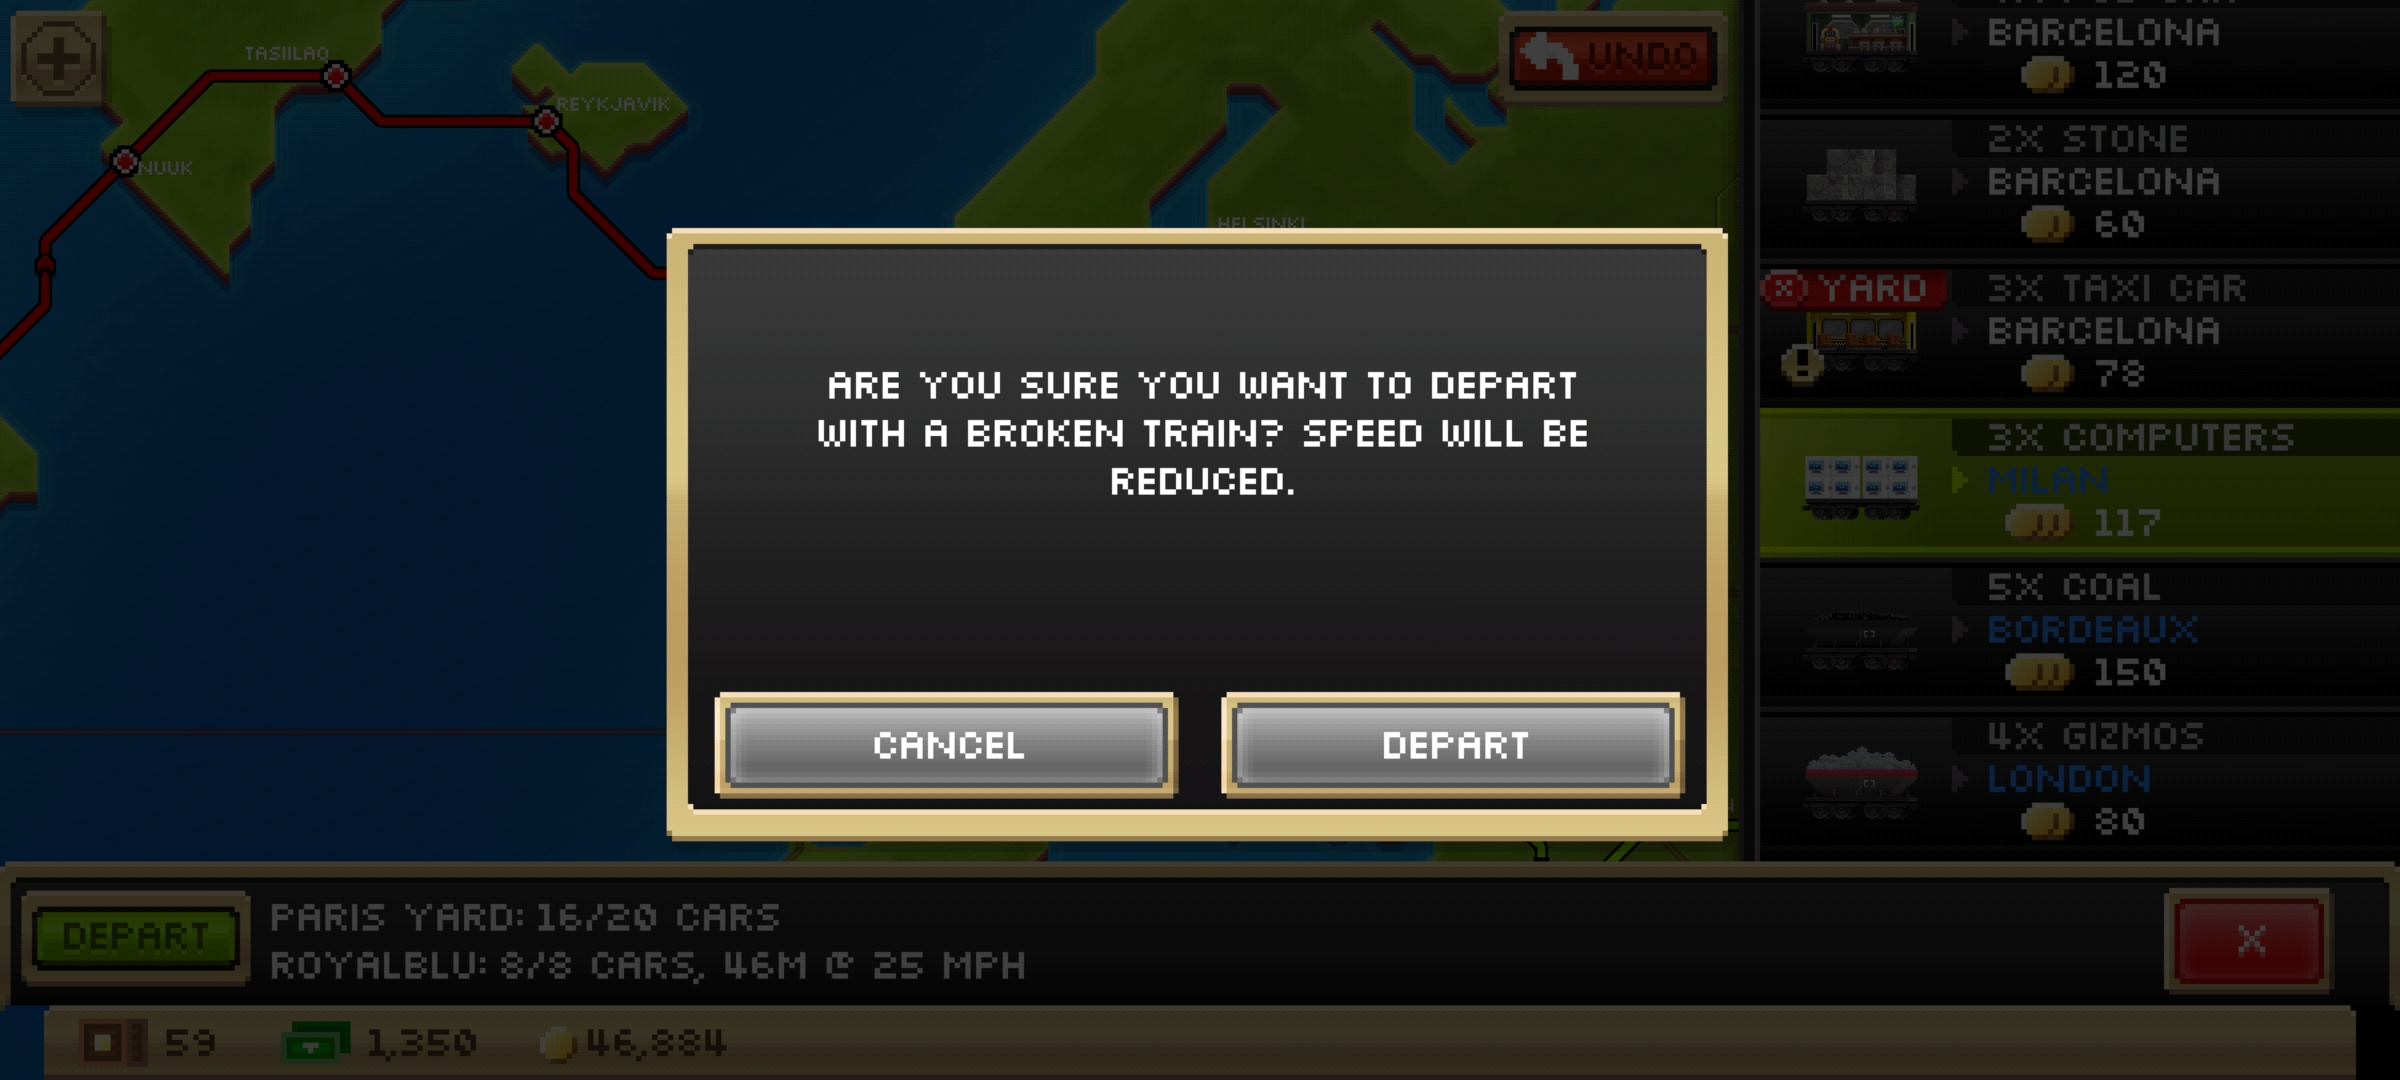 TASIILAQ
REYKJAVIK
NUUK
HELSINKI
UNDO
BARCELONA
120
2X STONE
BARCELONA
60
YARD
3X TAXI CAR
BARCELONA
78
3X COMPUTERS
MILAN
117
5X COAL
BORDEAUX
150
4X GIZMOS
LONDON
80
ARE YOU SURE YOU WANT TO DEPART
WITH A BROKEN TRAIN? SPEED WILL BE
REDUCED.
CANCEL
DEPART
DEPART
PARIS YARD: 16/20 CARS
ROYALBLU: 8/8 CARS, 46M @ 25 MPH
X
59
1,350
46,884